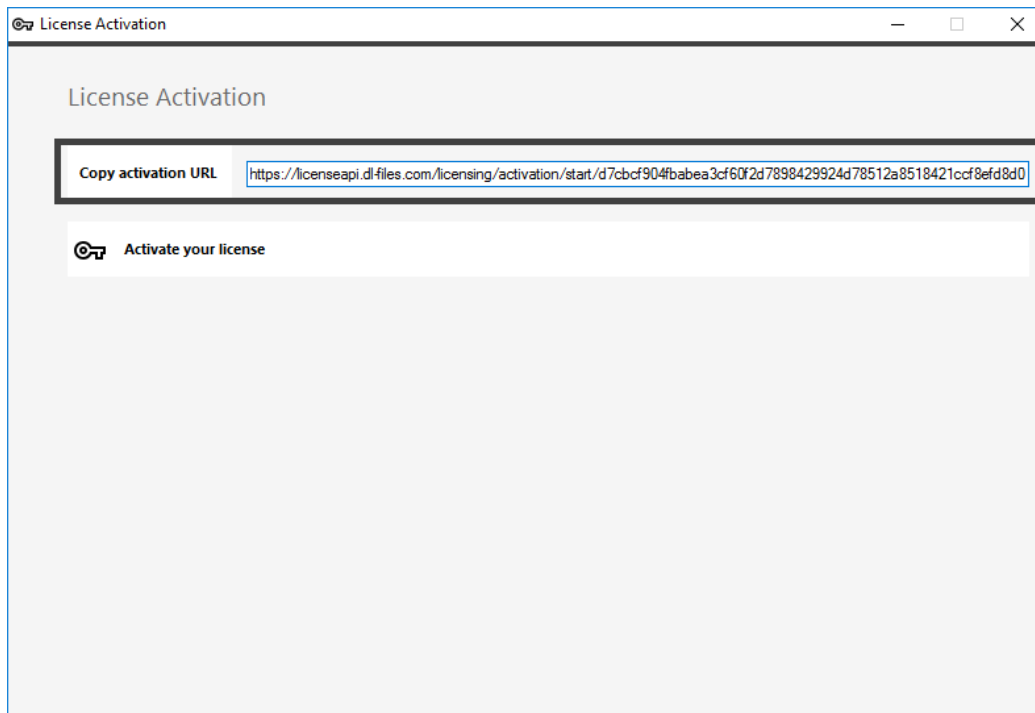 License Activation
License Activation
Copy activation URL
https://licenseapi.dl-files.com/licensing/activation/start/d7cbcf904fbabea3cf60f2d7898429924d78512a8518421ccf8efd8d0
Activate your license